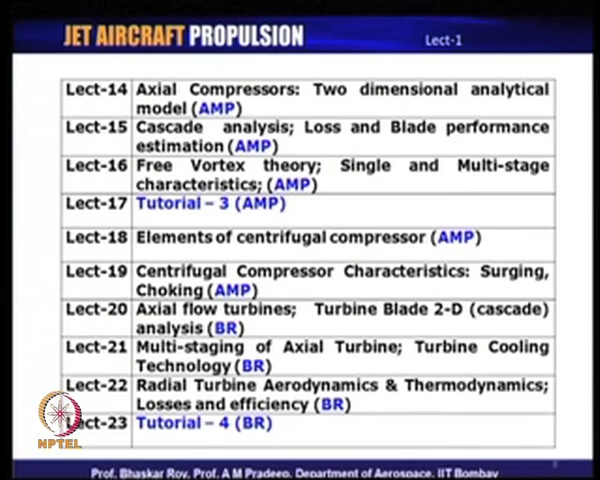 JET AIRCRAFT PROPULSION
Lect-1
Lect-14 Axial Compressors: Two dimensional analytical
model (AMP)
Lect-15 Cascade analysis; Loss and Blade performance
estimation (AMP)
Lect-16 Free Vortex theory; Single and Multi-stage
characteristics; (AMP)
Lect-17 Tutorial – 3 (AMP)
Lect-18 Elements of centrifugal compressor (AMP)
Lect-19 Centrifugal Compressor Characteristics: Surging,
Choking (AMP)
Lect-20 Axial flow turbines; Turbine Blade 2-D (cascade)
analysis (BR)
Lect-21 Multi-staging of Axial Turbine; Turbine Cooling
Technology (BR)
Lect-22 Radial Turbine Aerodynamics & Thermodynamics;
Losses and efficiency (BR)
Lect-23 Tutorial – 4 (BR)
NPTEL
Prof. Bhaskar Roy, Prof. A M Pradeep, Department of Aerospace, IIT Bombay